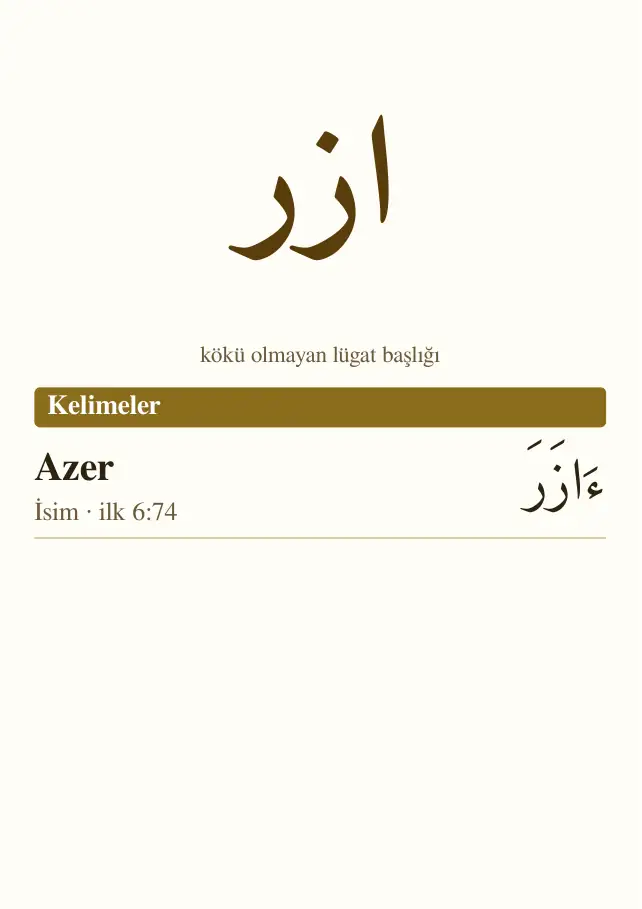 ازر
kökü olmayan lügat başlığı
Kelimeler
Azer
ءَازَرَ
İsim · ilk 6:74